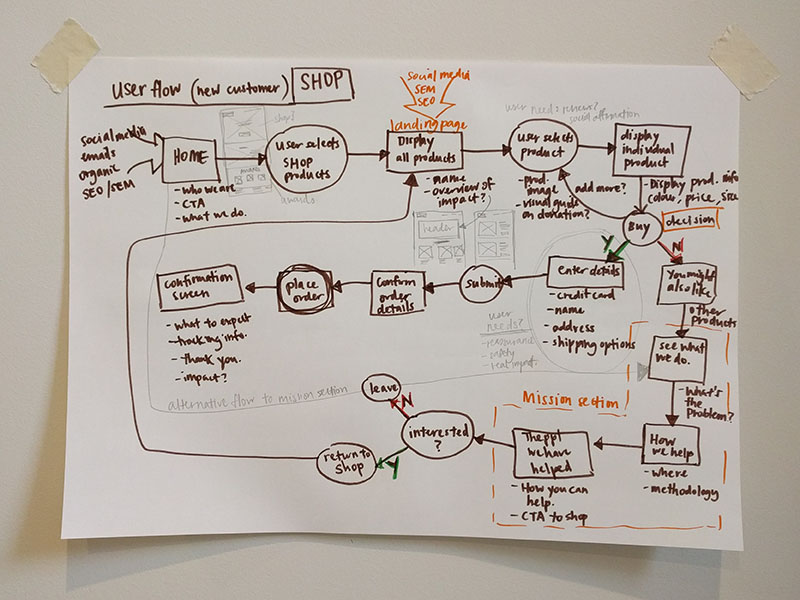 User flow (new customer) SHOP
social media
SEM
SEO
landing page
social media
emails
organic
SEO/SEM
HOME
- who we are
- CTA
- what we do.
shop?
awards
user selects
SHOP
products
Display
all products
- name
- overview of
impact?
header
user needs reviews?
social affirmation
user selects
product
- prod.
image
- visual guide
on donation?
add more?
display
individual
product
- Display prod. info
colour, price, size
Buy
decision
Y
N
enter details
- credit card
- name
- address
- shipping options
submit
confirm
order
details
place
order
confirmation
screen
- what to expect
- tracking info.
- thank you.
- impact?
user
needs?
- reassurance
- safety
alternative flow to mission section
You might
also like
other
products
see what
we do.
- What's
the
problem?
Mission section
How
we help
- where
- methodology
The ppl
we have
helped
- How you can
help.
- CTA to shop
interested
?
N
leave
Y
return to
shop